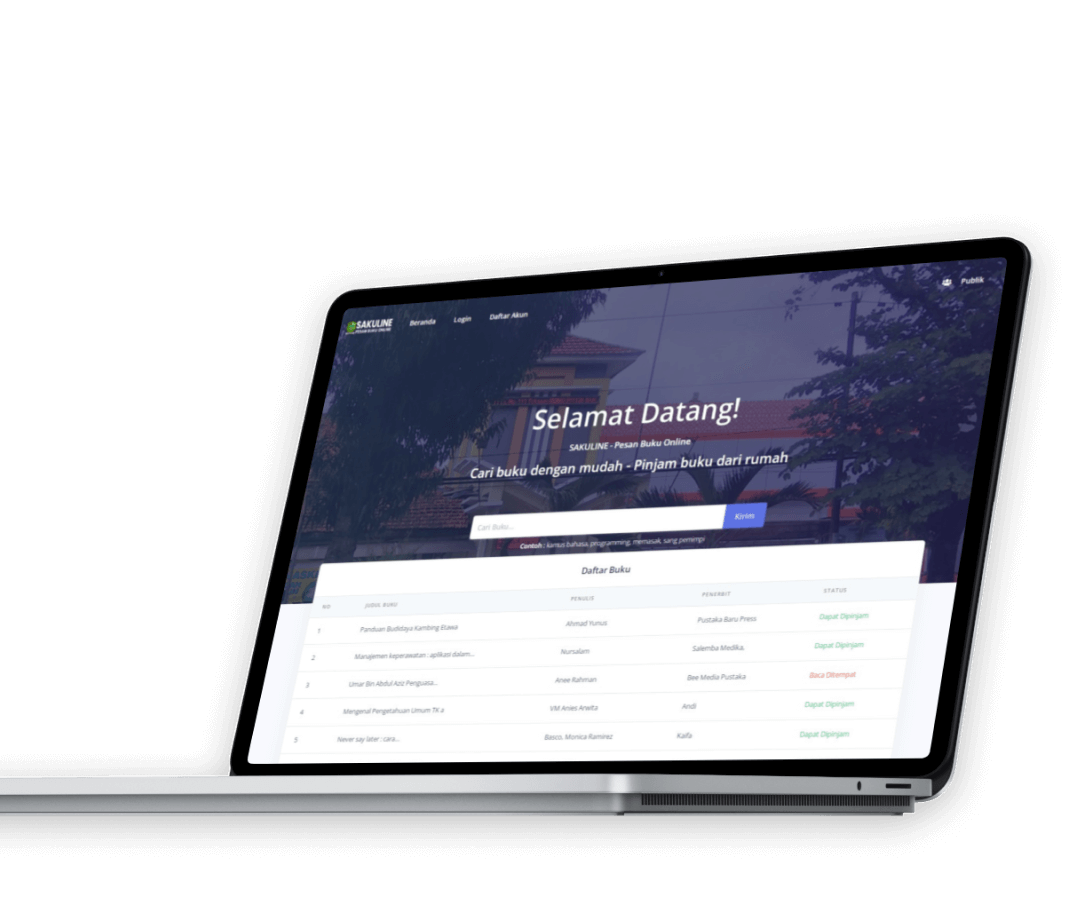 SAKULINE
PESAN BUKU ONLINE
Beranda Login Daftar Akun
Publik
Selamat Datang!
SAKULINE - Pesan Buku Online
Cari buku dengan mudah - Pinjam buku dari rumah
Cari Buku...
Kirim
Contoh : kamus bahasa, programming, memasak, sang pemimpi
Daftar Buku
NO JUDUL BUKU PENULIS PENERBIT STATUS
1 Panduan Budidaya Kambing Etawa Ahmad Yunus Pustaka Baru Press Dapat Dipinjam
2 Manajemen keperawatan : aplikasi dalam... Nursalam Salemba Medika, Dapat Dipinjam
3 Umar Bin Abdul Aziz Penguasa... Anee Rahman Bee Media Pustaka Baca Ditempat
4 Mengenal Pengetahuan Umum TK a VM Anies Arwita Andi Dapat Dipinjam
5 Never say later : cara... Basco, Monica Ramirez Kaifa Dapat Dipinjam